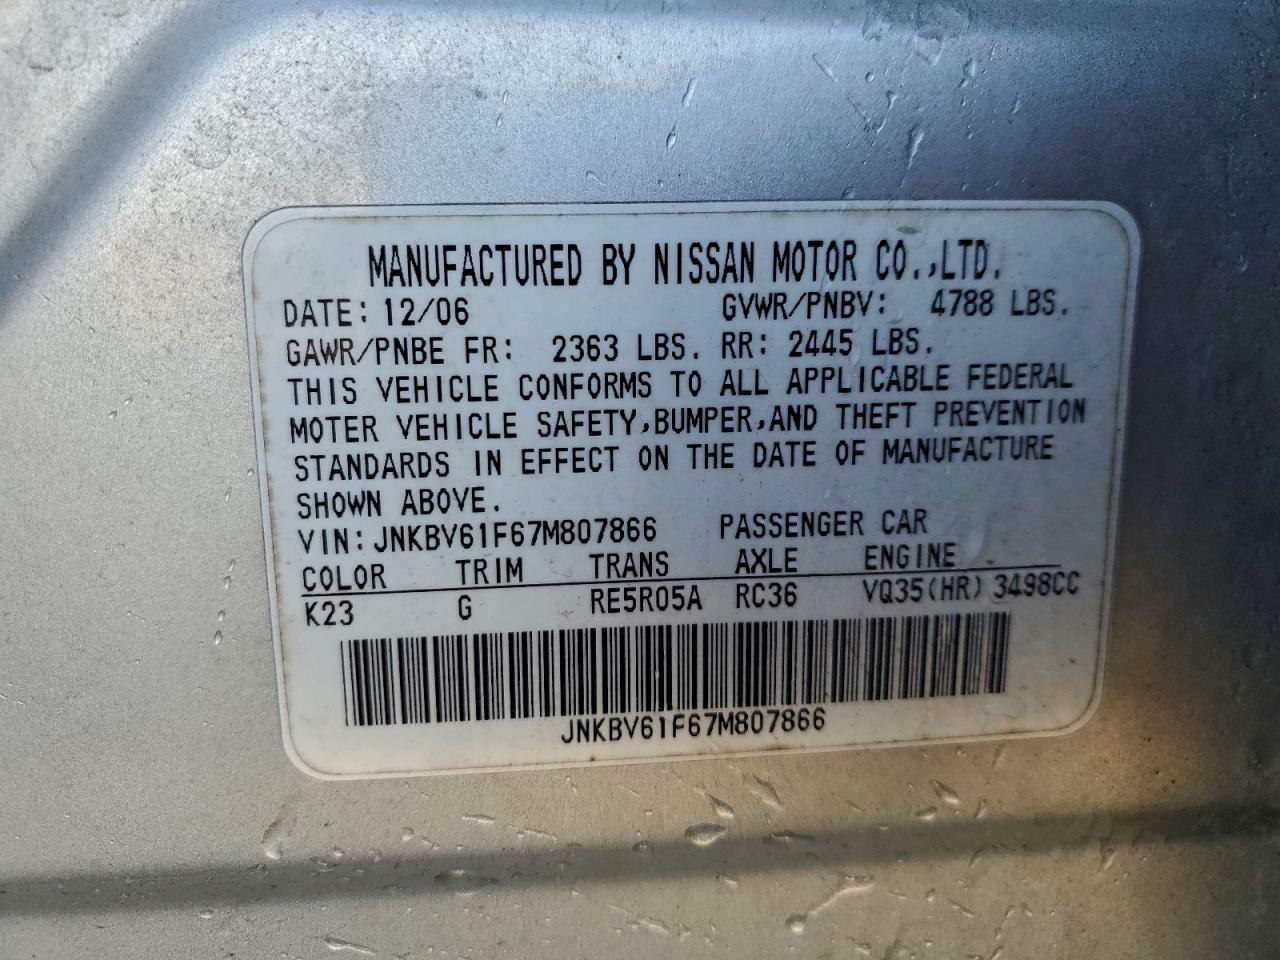 MANUFACTURED BY NISSAN MOTOR CO.,LTD.
DATE: 12/06 GVWR/PNBV: 4788 LBS.
GAWR/PNBE FR: 2363 LBS. RR: 2445 LBS.
THIS VEHICLE CONFORMS TO ALL APPLICABLE FEDERAL
MOTER VEHICLE SAFETY,BUMPER,AND THEFT PREVENTION
STANDARDS IN EFFECT ON THE DATE OF MANUFACTURE
SHOWN ABOVE.
VIN: JNKBV61F67M807866 PASSENGER CAR
COLOR TRIM TRANS AXLE ENGINE
K23 G RE5R05A RC36 VQ35(HR) 3498CC
JNKBV61F67M807866